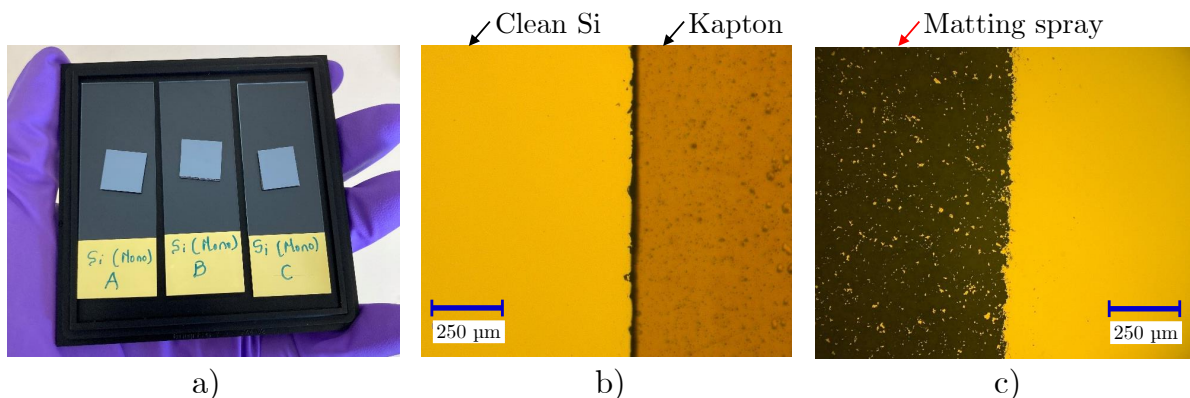 Clean Si
Kapton
Matting spray
Si (Mono)
A
Si (Mono)
B
Si (Mono)
C
250 µm
250 µm
a)
b)
c)